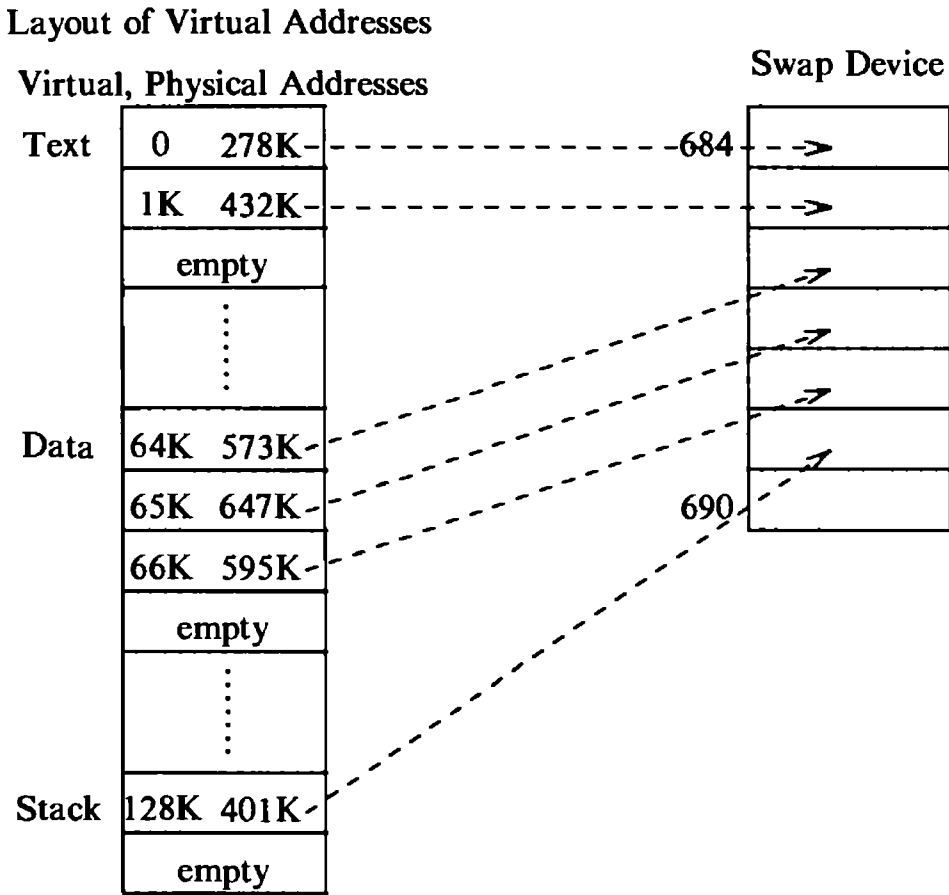 Layout of Virtual Addresses
Virtual, Physical Addresses
Swap Device
Text 0 278K 684
1K 432K
empty
Data 64K 573K
65K 647K 690
66K 595K
empty
Stack 128K 401K
empty